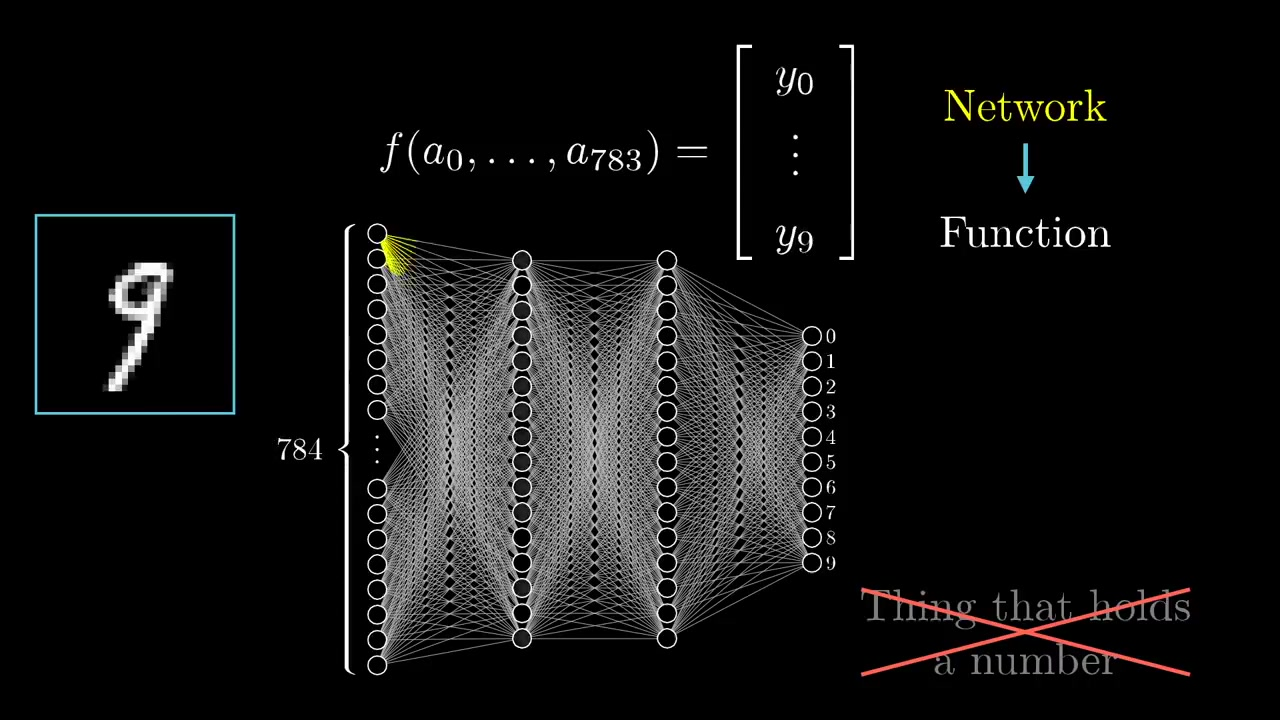 f(a₀, . . . , a₇₈₃) =
y₀
⋮
y₉
Network
Function
9
784
⋮
0
1
2
3
4
5
6
7
8
9
Thing that holds
a number